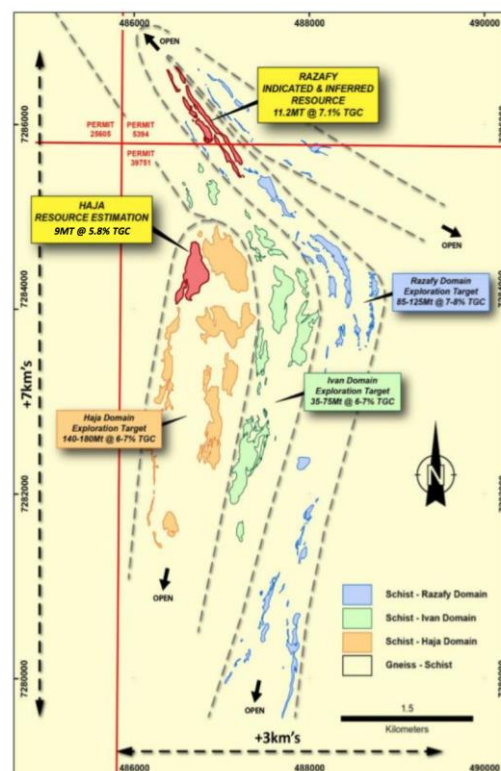 486000
488000
490000
OPEN
RAZAFY
INDICATED & INFERRED
RESOURCE
11.2MT @ 7.1% TGC
7286000
PERMIT
25605
PERMIT
5394
PERMIT
39751
HAJA
RESOURCE ESTIMATION
9MT @ 5.8% TGC
OPEN
7284000
Razafy Domain
Exploration Target
85-125Mt @ 7-8% TGC
+7km's
Ivan Domain
Exploration Target
35-75Mt @ 6-7% TGC
Haja Domain
Exploration Target
140-180Mt @ 6-7% TGC
N
7282000
OPEN
Schist - Razafy Domain
Schist - Ivan Domain
Schist - Haja Domain
Gneiss - Schist
7280000
OPEN
1.5
Kilometers
+3km's
486000
488000
490000